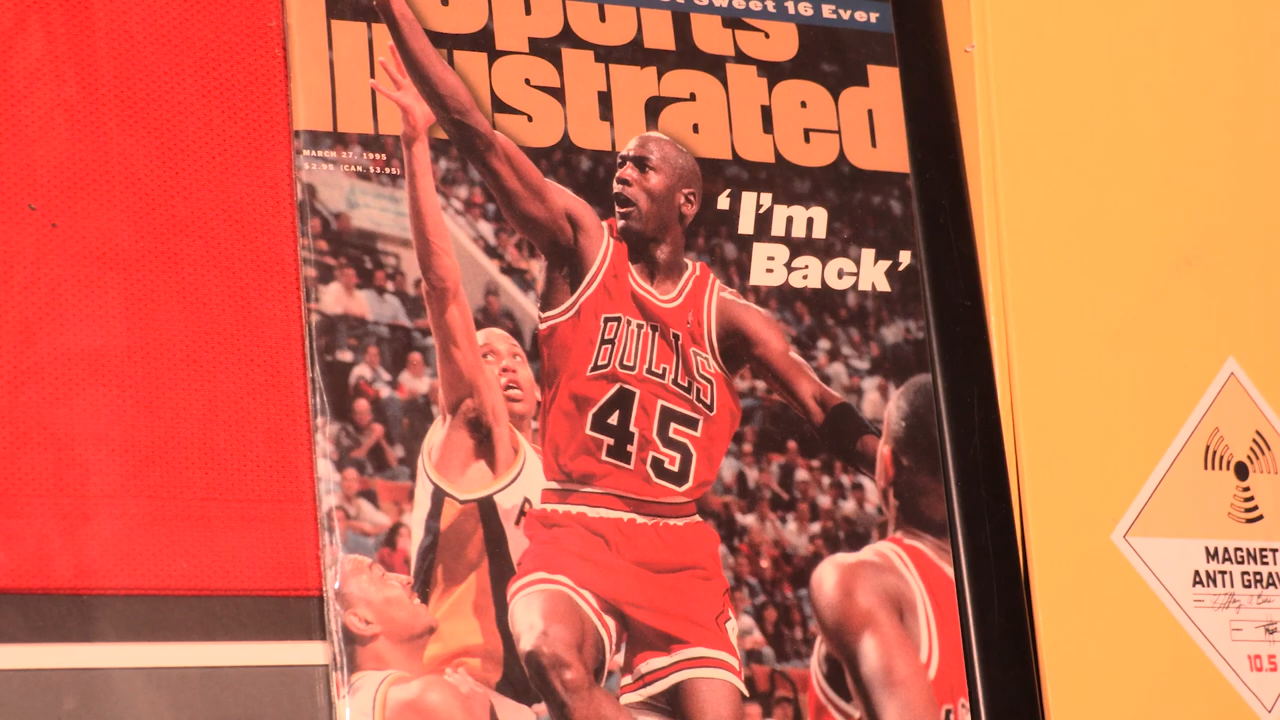 Sweet 16 Ever
Sports
Illustrated
MARCH 27, 1995
$2.95 (CAN. $3.95)
'I'm
Back'
BULLS
45
MAGNET
ANTI GRAV
10.5